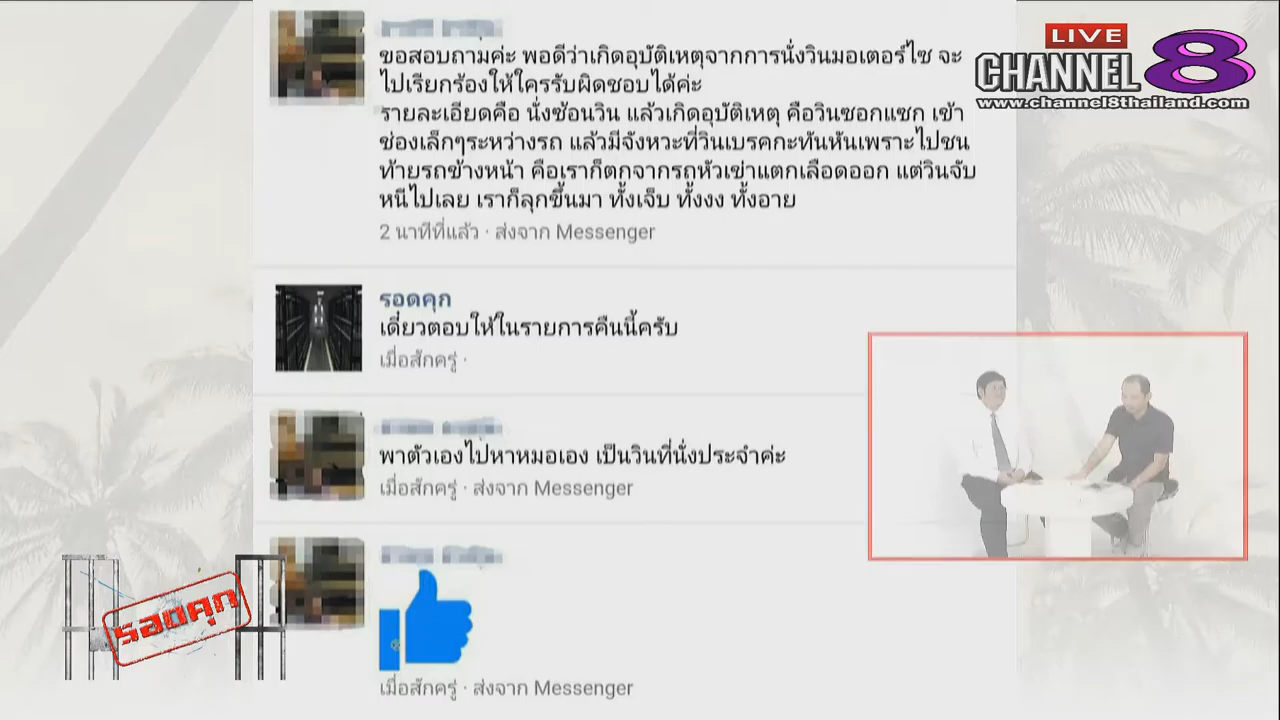 LIVE
CHANNEL 8
www.channel8thailand.com
ขอสอบถามค่ะ พอดีว่าเกิดอุบัติเหตุจากการนั่งวินมอเตอร์ไซ จะ
ไปเรียกร้องให้ใครรับผิดชอบได้ค่ะ
รายละเอียดคือ นั่งซ้อนวิน แล้วเกิดอุบัติเหตุ คือวินซอกแซก เข้า
ช่องเล็กๆระหว่างรถ แล้วมีจังหวะที่วินเบรคกะทันหันเพราะไปชน
ท้ายรถข้างหน้า คือเราก็ตกจากรถหัวเข่าแตกเลือดออก แต่วินจับ
หนีไปเลย เราก็ลุกขึ้นมา ทั้งเจ็บ ทั้งงง ทั้งอาย
2 นาทีที่แล้ว · ส่งจาก Messenger
รอดคุก
เดี๋ยวตอบให้ในรายการคืนนี้ครับ
เมื่อสักครู่ ·
พาตัวเองไปหาหมอเอง เป็นวินที่นั่งประจำค่ะ
เมื่อสักครู่ · ส่งจาก Messenger
เมื่อสักครู่ · ส่งจาก Messenger
รอดคุก